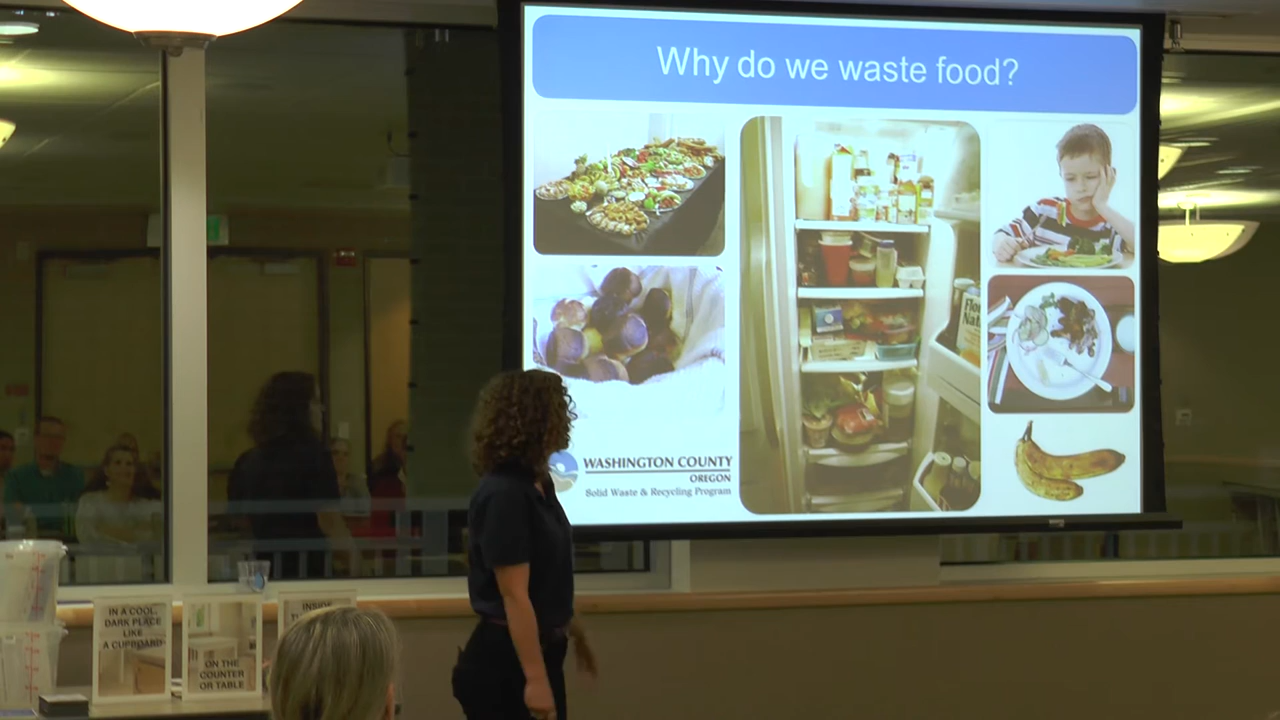 Why do we waste food?
WASHINGTON COUNTY
OREGON
Solid Waste & Recycling Program
IN A COOL,
DARK PLACE
LIKE
A CUPBOARD
ON THE
COUNTER
OR TABLE
INSIDE